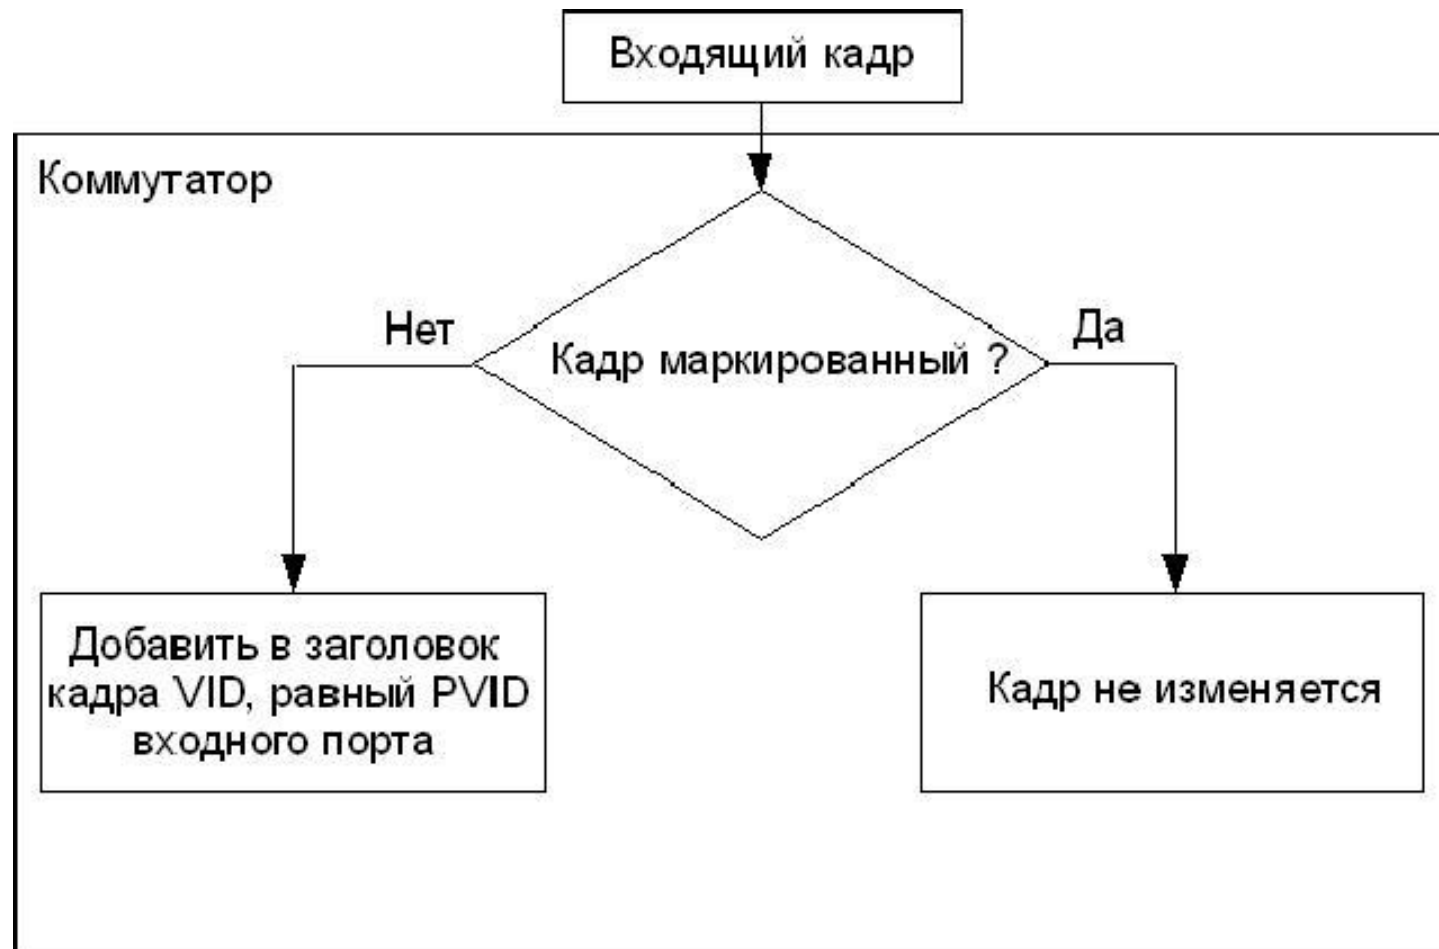 Входящий кадр
Коммутатор
Нет
Кадр маркированный ?
Да
Добавить в заголовок
кадра VID, равный PVID
входного порта
Кадр не изменяется